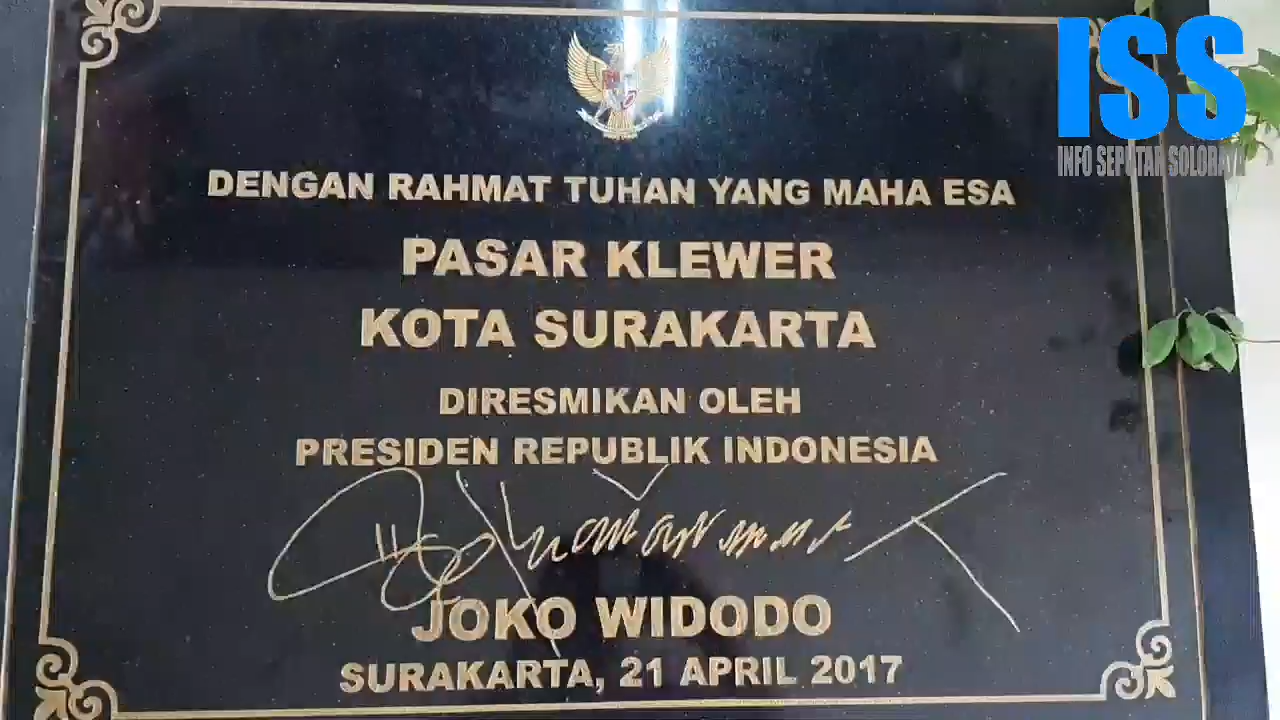 ISS
INFO SEPUTAR SOLORAYA
DENGAN RAHMAT TUHAN YANG MAHA ESA
PASAR KLEWER
KOTA SURAKARTA
DIRESMIKAN OLEH
PRESIDEN REPUBLIK INDONESIA
JOKO WIDODO
SURAKARTA, 21 APRIL 2017